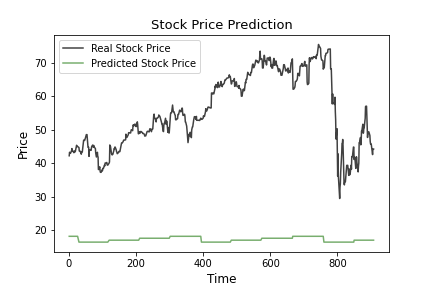 Stock Price Prediction
Real Stock Price
Predicted Stock Price
70
60
50
40
30
20
Price
0 200 400 600 800
Time